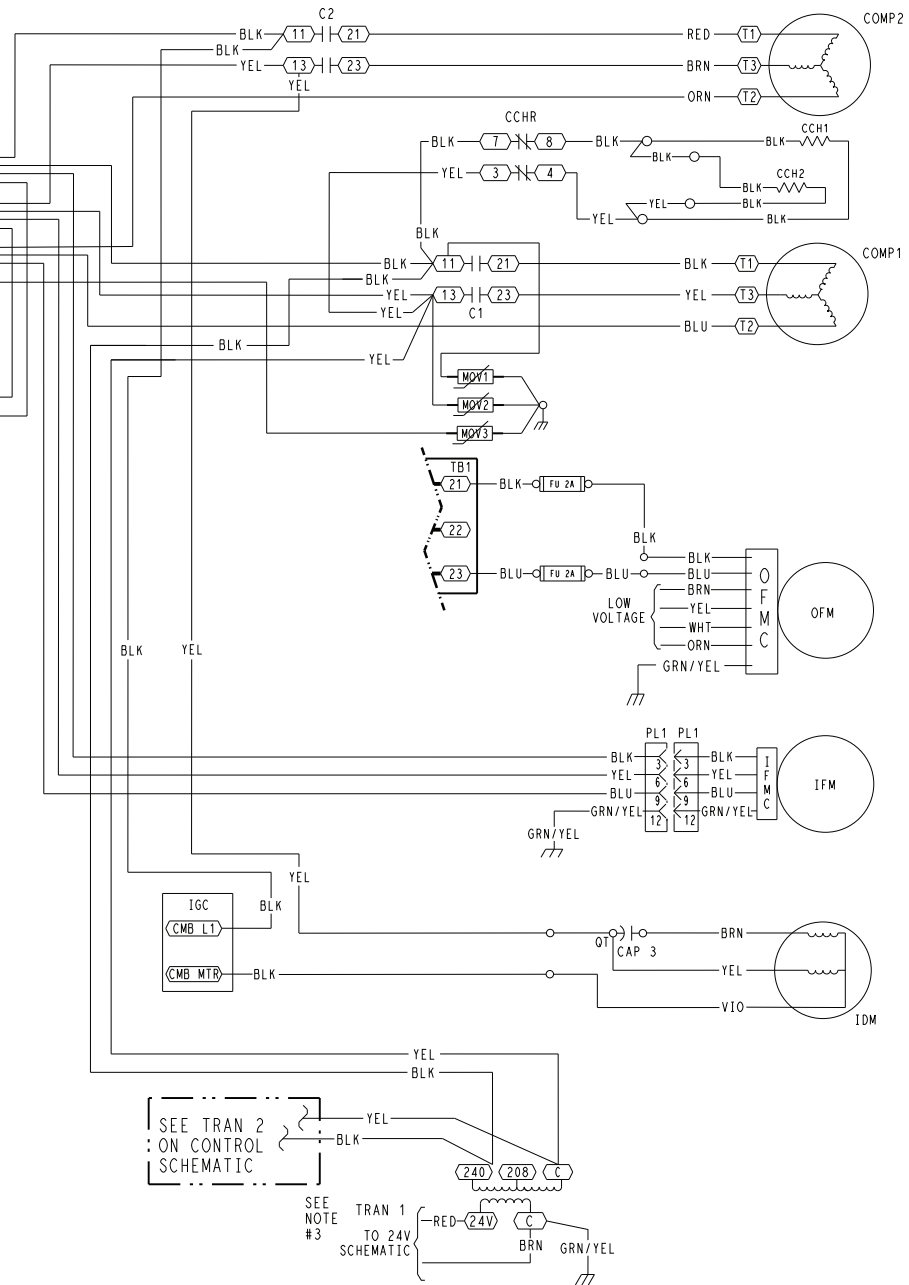 C2
COMP2
BLK 11 21 RED T1
BLK
YEL 13 23 BRN T3
YEL
ORN T2
CCHR
CCH1
BLK 7 8 BLK BLK
BLK
YEL 3 4 CCH2
BLK
YEL BLK
YEL BLK
BLK
COMP1
BLK 11 21 BLK T1
BLK
YEL 13 23 YEL T3
YEL C1
BLU T2
BLK
YEL
MOV1
MOV2
MOV3
TB1
21 BLK FU 2A
22
BLK
23 BLU FU 2A BLU
BLK
BLU
BRN
YEL
WHT
ORN
GRN/YEL
LOW
VOLTAGE
OFMC
OFM
BLK YEL
PL1 PL1
BLK 3 3 BLK
YEL 6 6 YEL
BLU 9 9 BLU
GRN/YEL 12 12 GRN/YEL
IFMC
IFM
GRN/YEL
YEL
IGC BLK
CMB L1
QT CAP 3 BRN
CMB MTR BLK YEL
VIO
IDM
YEL
BLK
SEE TRAN 2
ON CONTROL
SCHEMATIC
YEL
BLK
240 208 C
SEE
NOTE
#3
TRAN 1
RED 24V C
TO 24V
SCHEMATIC
BRN GRN/YEL